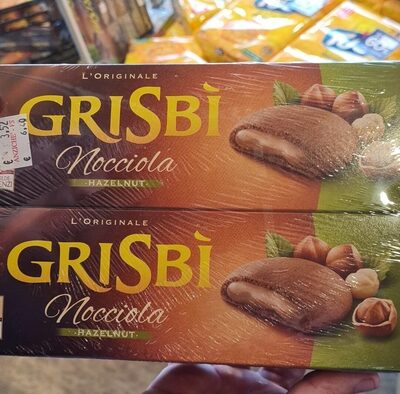 L'ORIGINALE
GRISBÌ
Nocciola
HAZELNUT
L'ORIGINALE
GRISBÌ
Nocciola
HAZELNUT